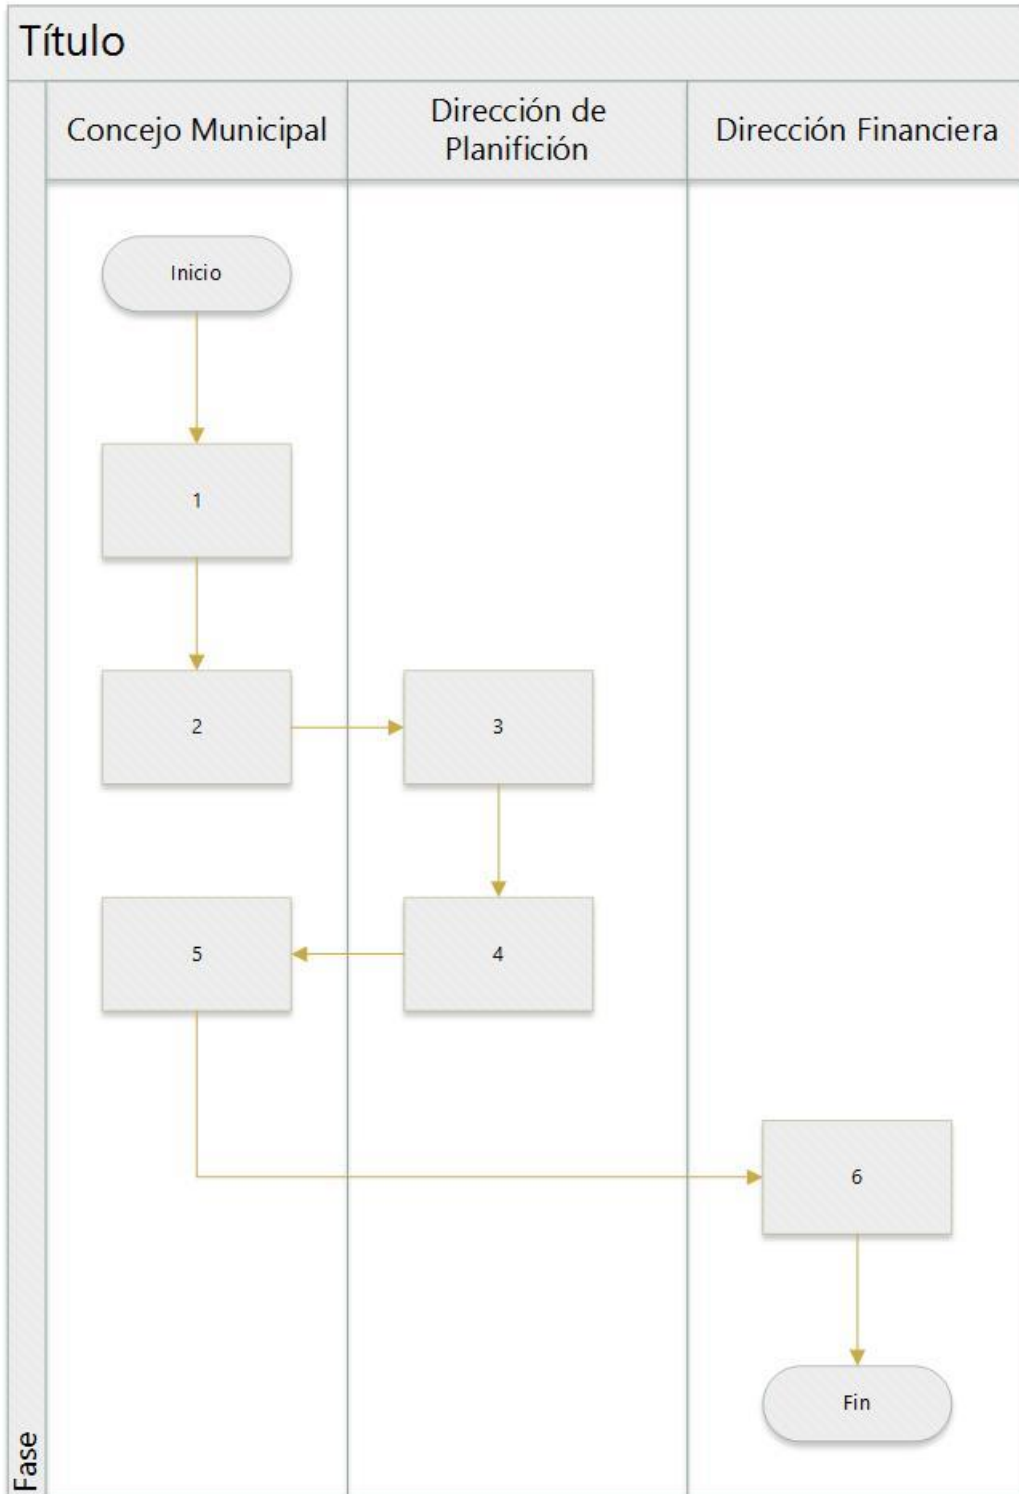 Título
Concejo Municipal
Dirección de
Planifición
Dirección Financiera
Inicio
1
2
3
5
4
6
Fin
Fase